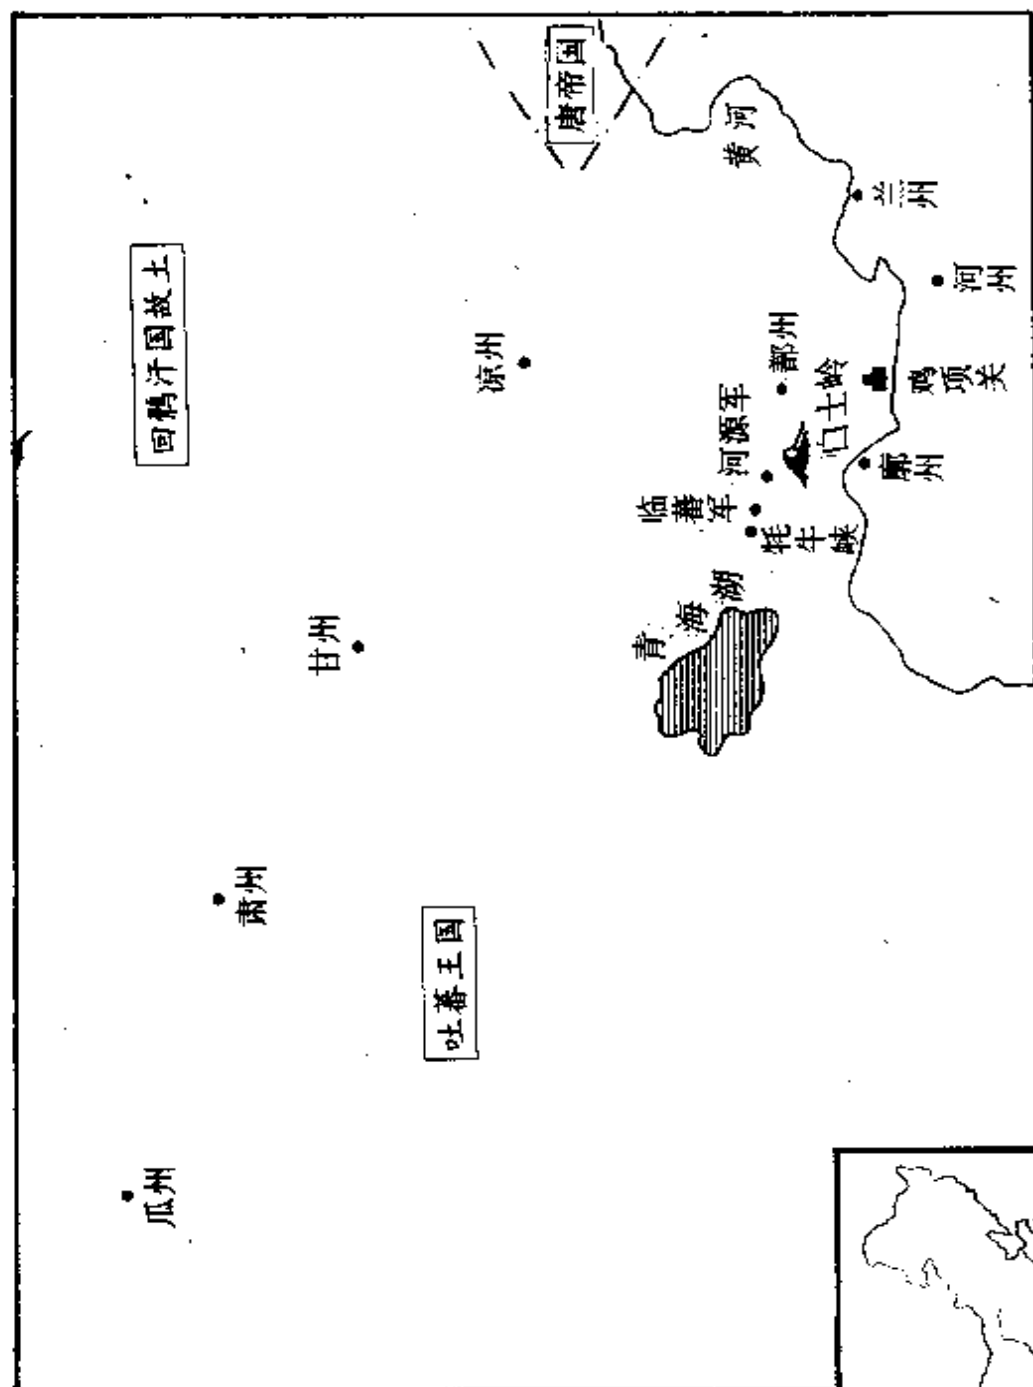 回鹘汗国故土
唐帝国
黄河
瓜州
肃州
甘州
凉州
吐蕃王国
兰州
河州
鄯州
河源军
临蕃军
牦牛峡
白土岭
鸡项关
廓州
青海湖